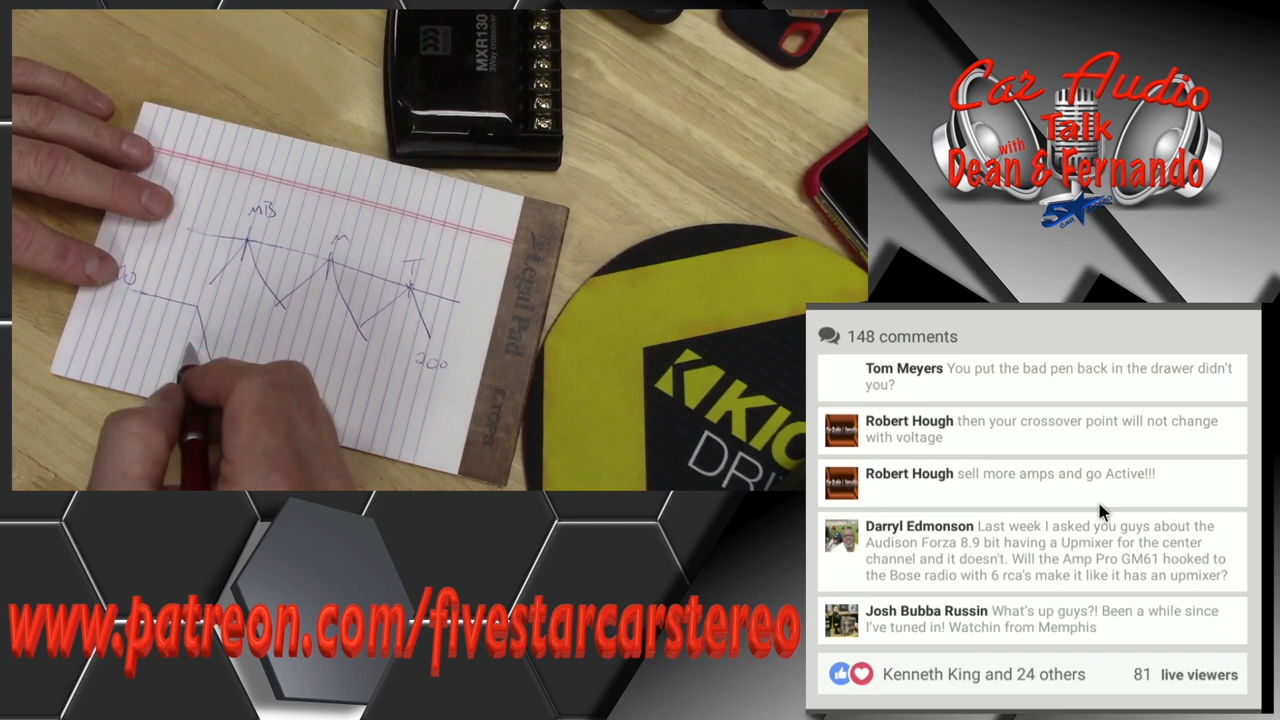 MXR130
3Way crossover
MB
M
T
200
Legal Pad
KIC
DRI
Car Audio
Talk
with
Dean & Fernando
5
148 comments
Tom Meyers You put the bad pen back in the drawer didn't
you?
Robert Hough then your crossover point will not change
with voltage
Robert Hough sell more amps and go Active!!!
Darryl Edmonson Last week I asked you guys about the
Audison Forza 8.9 bit having a Upmixer for the center
channel and it doesn't. Will the Amp Pro GM61 hooked to
the Bose radio with 6 rca's make it like it has an upmixer?
Josh Bubba Russin What's up guys?! Been a while since
I've tuned in! Watchin from Memphis
Kenneth King and 24 others 81 live viewers
www.patreon.com/fivestarcarstereo